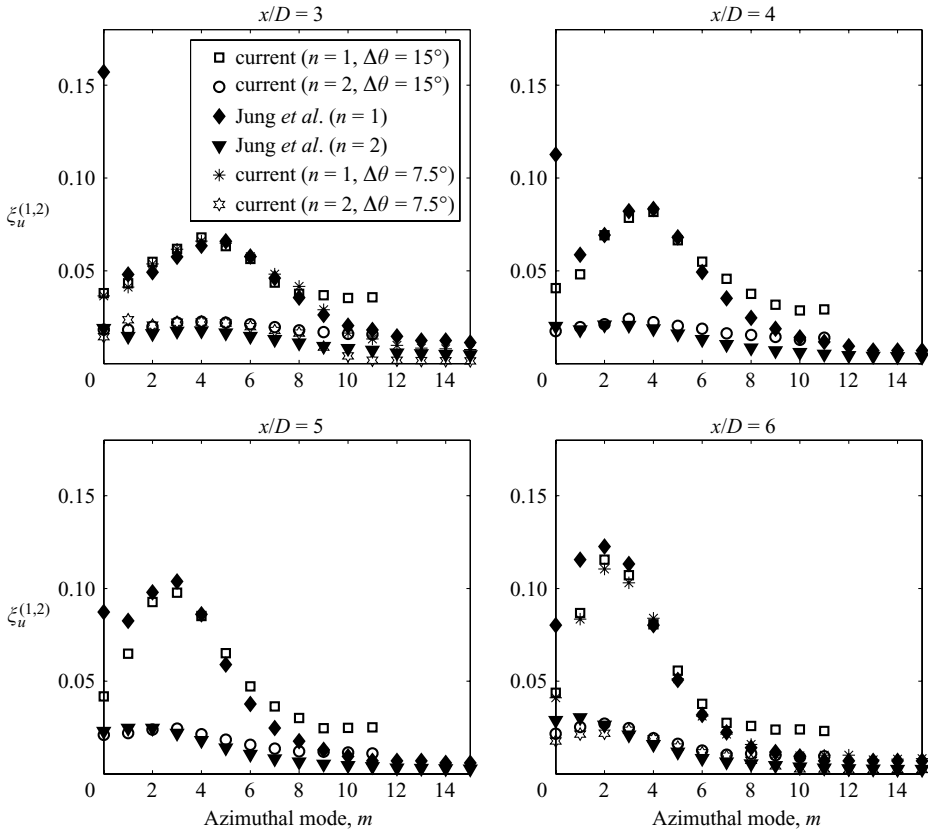 x/D = 3
0.15
0.10
0.05
ξu(1,2)
current (n = 1, Δθ = 15°)
current (n = 2, Δθ = 15°)
Jung et al. (n = 1)
Jung et al. (n = 2)
current (n = 1, Δθ = 7.5°)
current (n = 2, Δθ = 7.5°)
0 2 4 6 8 10 12 14
x/D = 4
0.15
0.10
0.05
0 2 4 6 8 10 12 14
x/D = 5
0.15
0.10
0.05
ξu(1,2)
0 2 4 6 8 10 12 14
Azimuthal mode, m
x/D = 6
0.15
0.10
0.05
0 2 4 6 8 10 12 14
Azimuthal mode, m